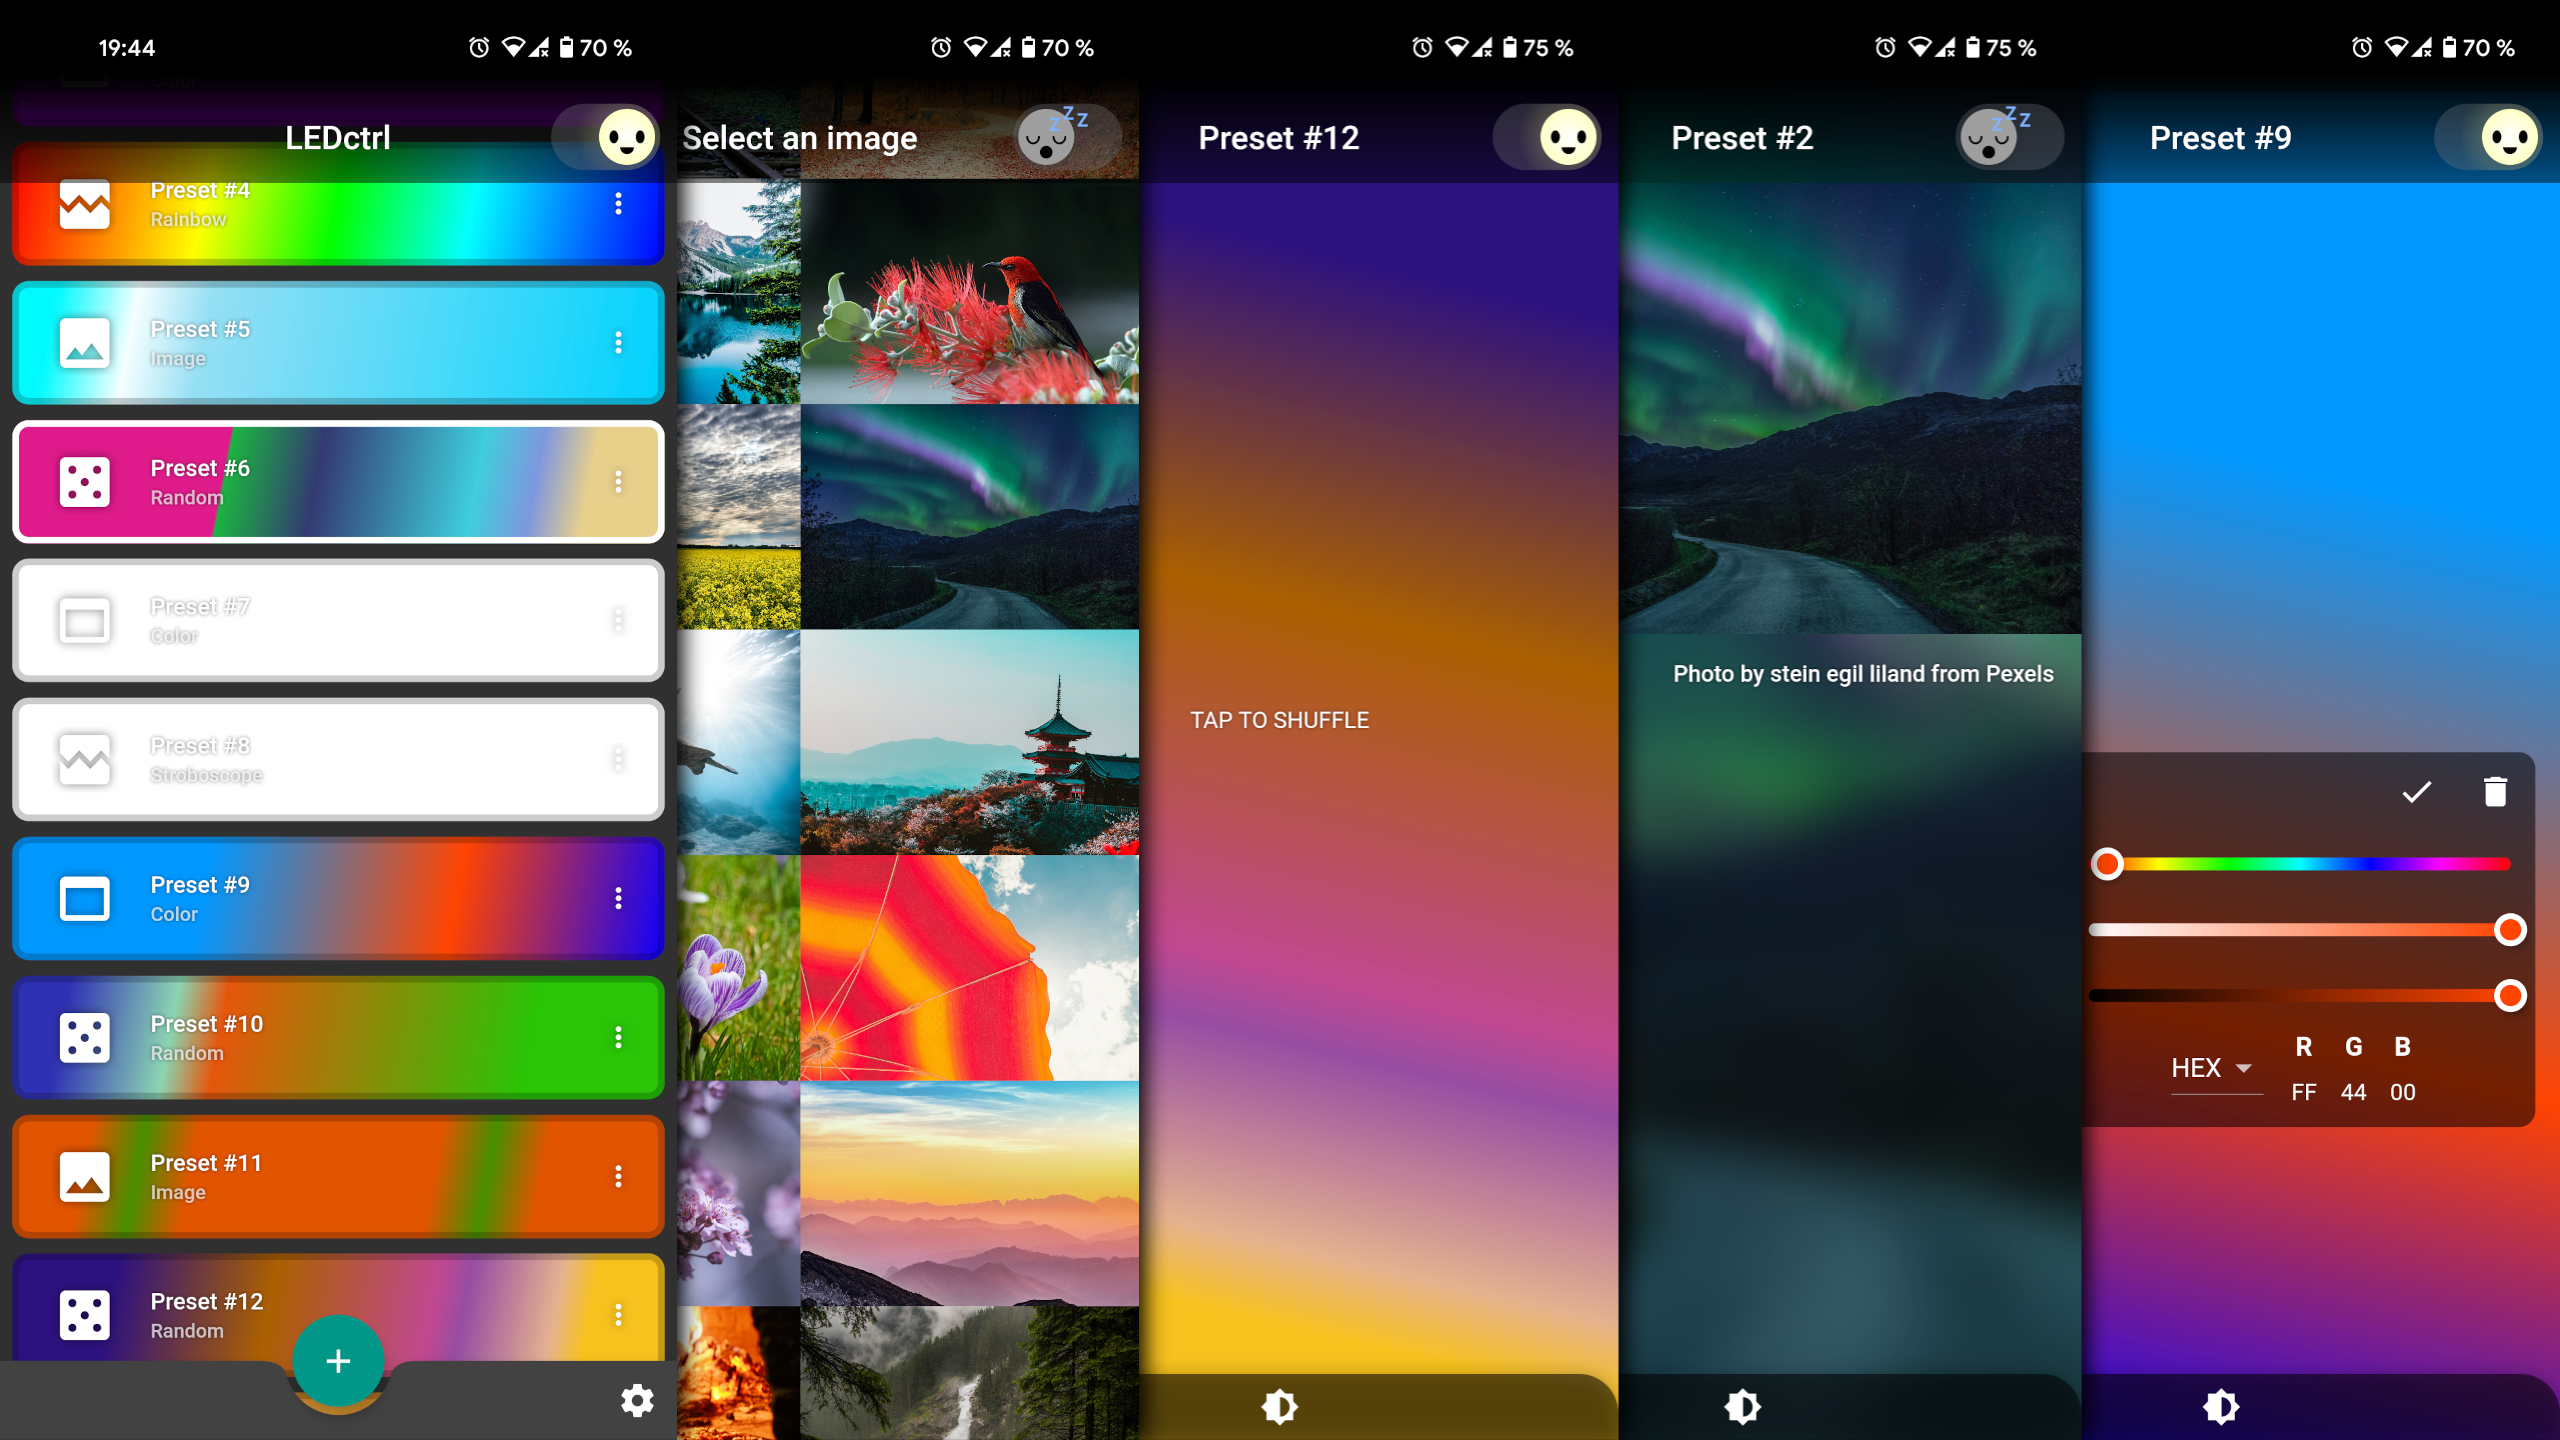 19:44
70 %
LEDctrl
Preset #4
Rainbow
Preset #5
Image
Preset #6
Random
Preset #7
Color
Preset #8
Stroboscope
Preset #9
Color
Preset #10
Random
Preset #11
Image
Preset #12
Random
70 %
Select an image
z z z
75 %
Preset #12
TAP TO SHUFFLE
75 %
Preset #2
z z z
Photo by stein egil liland from Pexels
70 %
Preset #9
HEX
R G B
FF 44 00